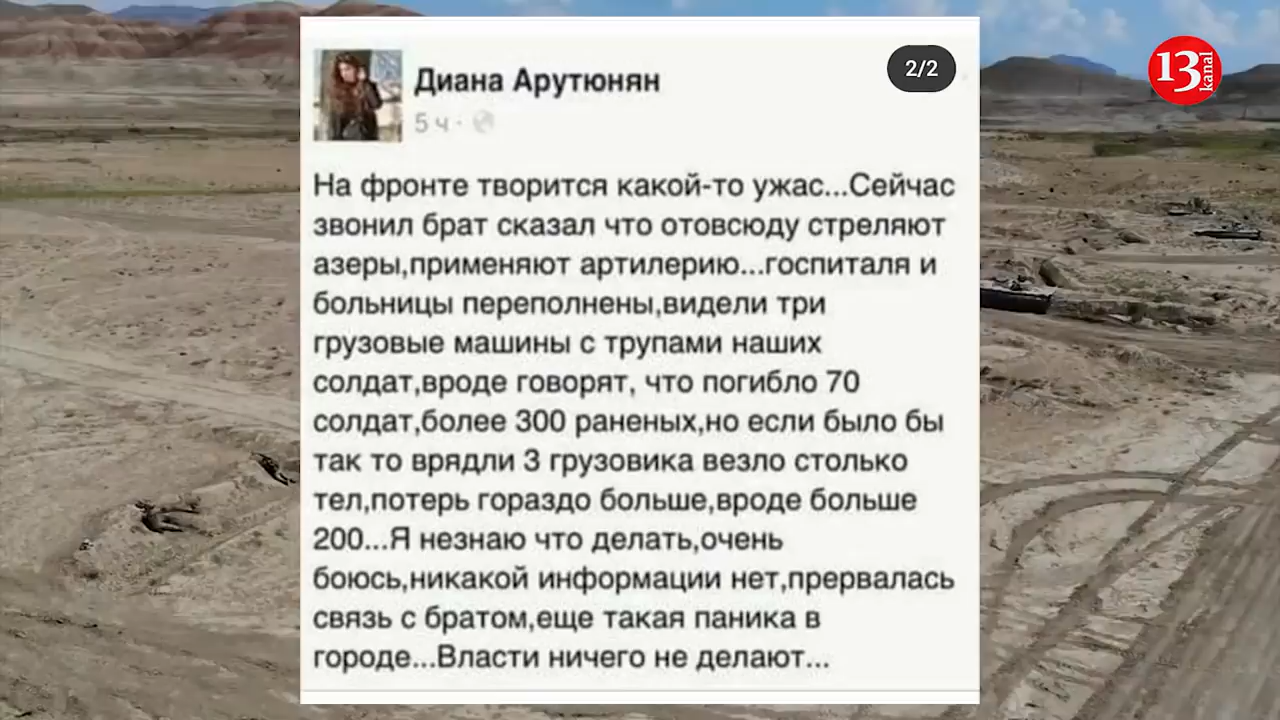 Диана Арутюнян
2/2
13
kanal
5 ч ·
На фронте творится какой-то ужас...Сейчас
звонил брат сказал что отовсюду стреляют
азеры,применяют артилерию...госпиталя и
больницы переполнены,видели три
грузовые машины с трупами наших
солдат,вроде говорят, что погибло 70
солдат,более 300 раненых,но если было бы
так то врядли 3 грузовика везло столько
тел,потерь гораздо больше,вроде больше
200...Я незнаю что делать,очень
боюсь,никакой информации нет,прервалась
связь с братом,еще такая паника в
городе...Власти ничего не делают...